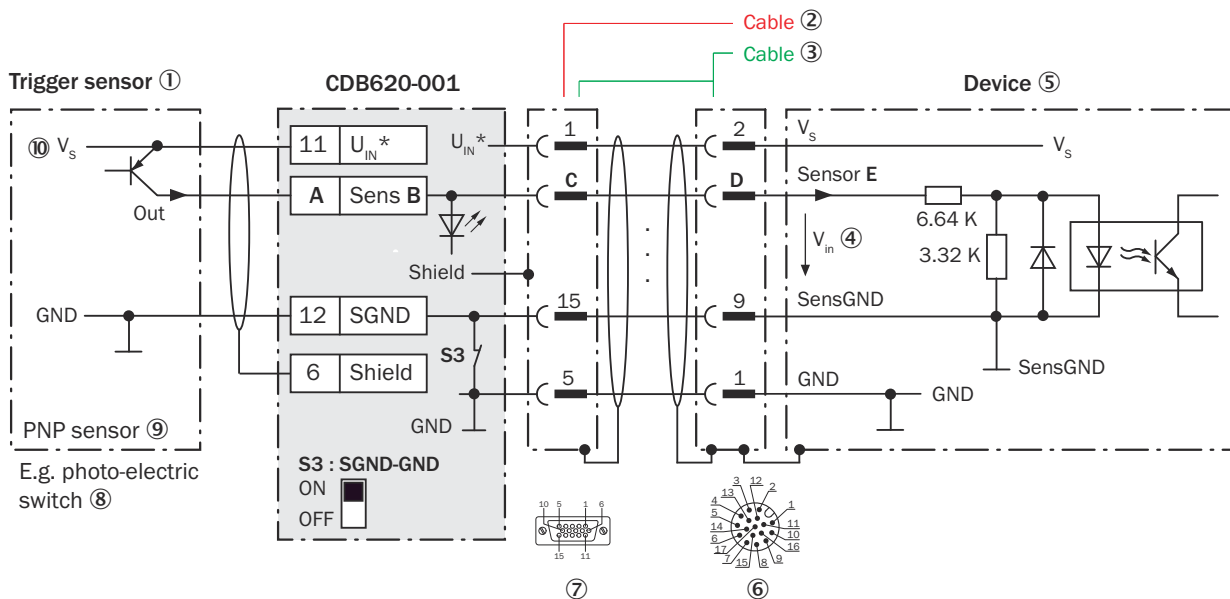 Cable ②
Cable ③
Trigger sensor ①
CDB620-001
Device ⑤
⑩ Vs
11 UIN*
UIN*
1
2
Vs
Vs
A Sens B
C
D
Sensor E
Out
6.64 K
3.32 K
Vin ④
Shield
GND
12 SGND
15
9
SensGND
S3
6 Shield
5
1
GND
GND
SensGND
GND
PNP sensor ⑨
E.g. photo-electric
switch ⑧
S3 : SGND-GND
ON
OFF
10 5 1 6
15 11
3 12 2
13
4 1
5 11
14 10
6 16
17
7 15 8 9
⑦
⑥